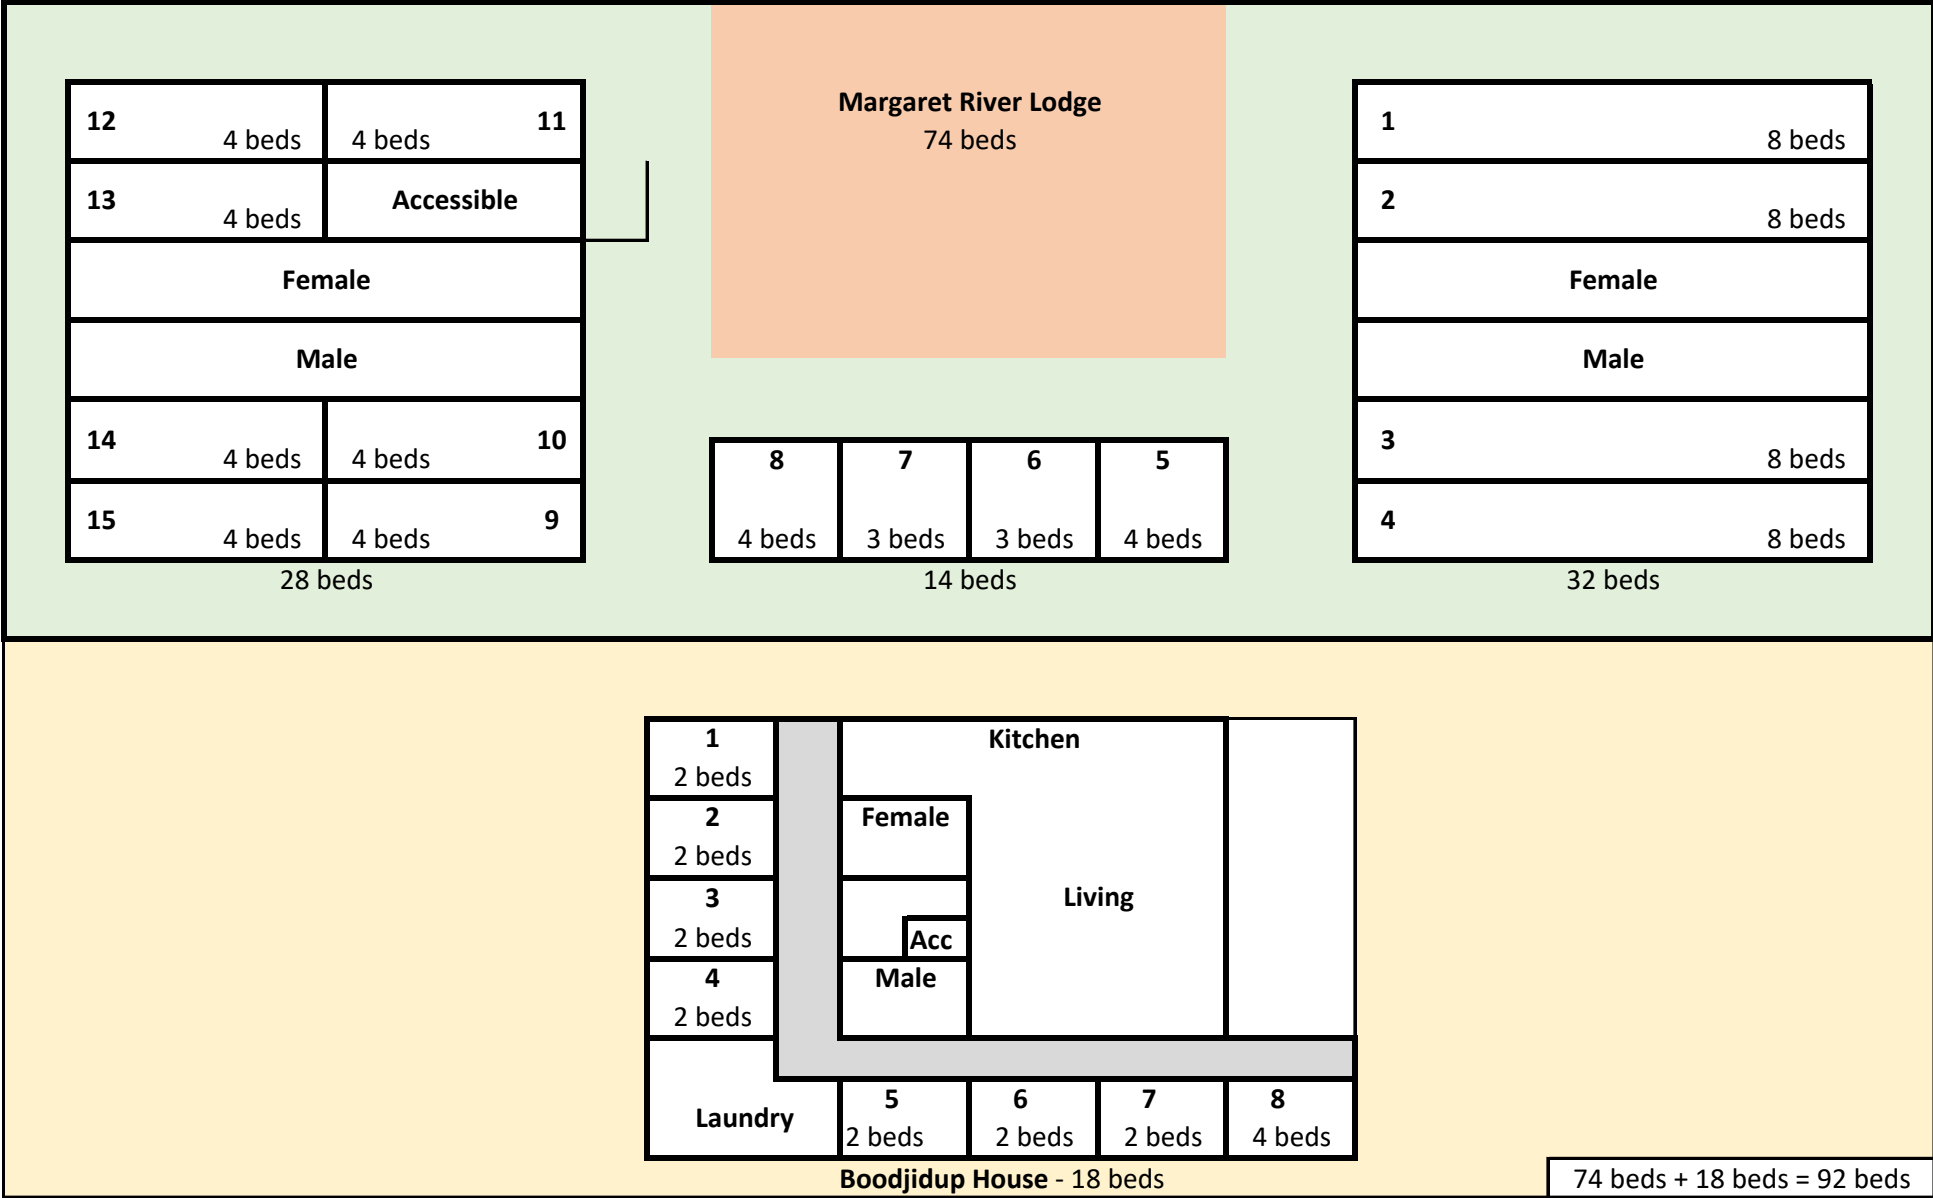 Margaret River Lodge
74 beds
12 4 beds
4 beds 11
13 4 beds
Accessible
Female
Male
14 4 beds
4 beds 10
15 4 beds
4 beds 9
28 beds
8
4 beds
7
3 beds
6
3 beds
5
4 beds
14 beds
1 8 beds
2 8 beds
Female
Male
3 8 beds
4 8 beds
32 beds
1
2 beds
2
2 beds
3
2 beds
4
2 beds
Laundry
Kitchen
Female
Living
Acc
Male
5
2 beds
6
2 beds
7
2 beds
8
4 beds
Boodjidup House - 18 beds
74 beds + 18 beds = 92 beds